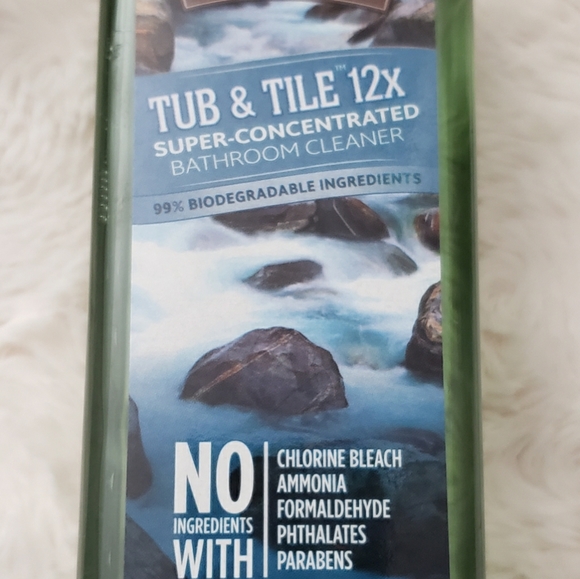 TUB & TILE™ 12X
SUPER-CONCENTRATED
BATHROOM CLEANER
99% BIODEGRADABLE INGREDIENTS
NO
INGREDIENTS
WITH
CHLORINE BLEACH
AMMONIA
FORMALDEHYDE
PHTHALATES
PARABENS